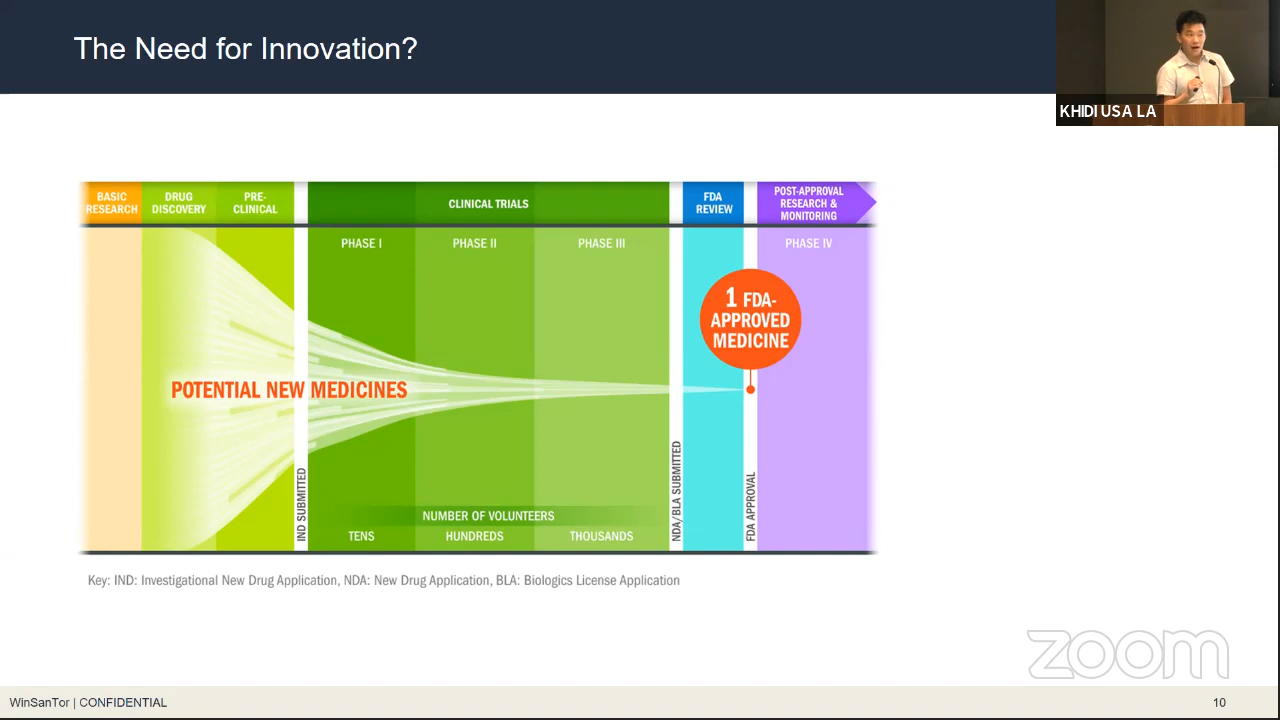 The Need for Innovation?
KHIDI USA LA
BASIC
RESEARCH
DRUG
DISCOVERY
PRE-
CLINICAL
CLINICAL TRIALS
FDA
REVIEW
POST-APPROVAL
RESEARCH &
MONITORING
PHASE I
PHASE II
PHASE III
PHASE IV
1 FDA-
APPROVED
MEDICINE
POTENTIAL NEW MEDICINES
IND SUBMITTED
NDA/BLA SUBMITTED
FDA APPROVAL
NUMBER OF VOLUNTEERS
TENS
HUNDREDS
THOUSANDS
Key: IND: Investigational New Drug Application, NDA: New Drug Application, BLA: Biologics License Application
zoom
WinSanTor | CONFIDENTIAL
10